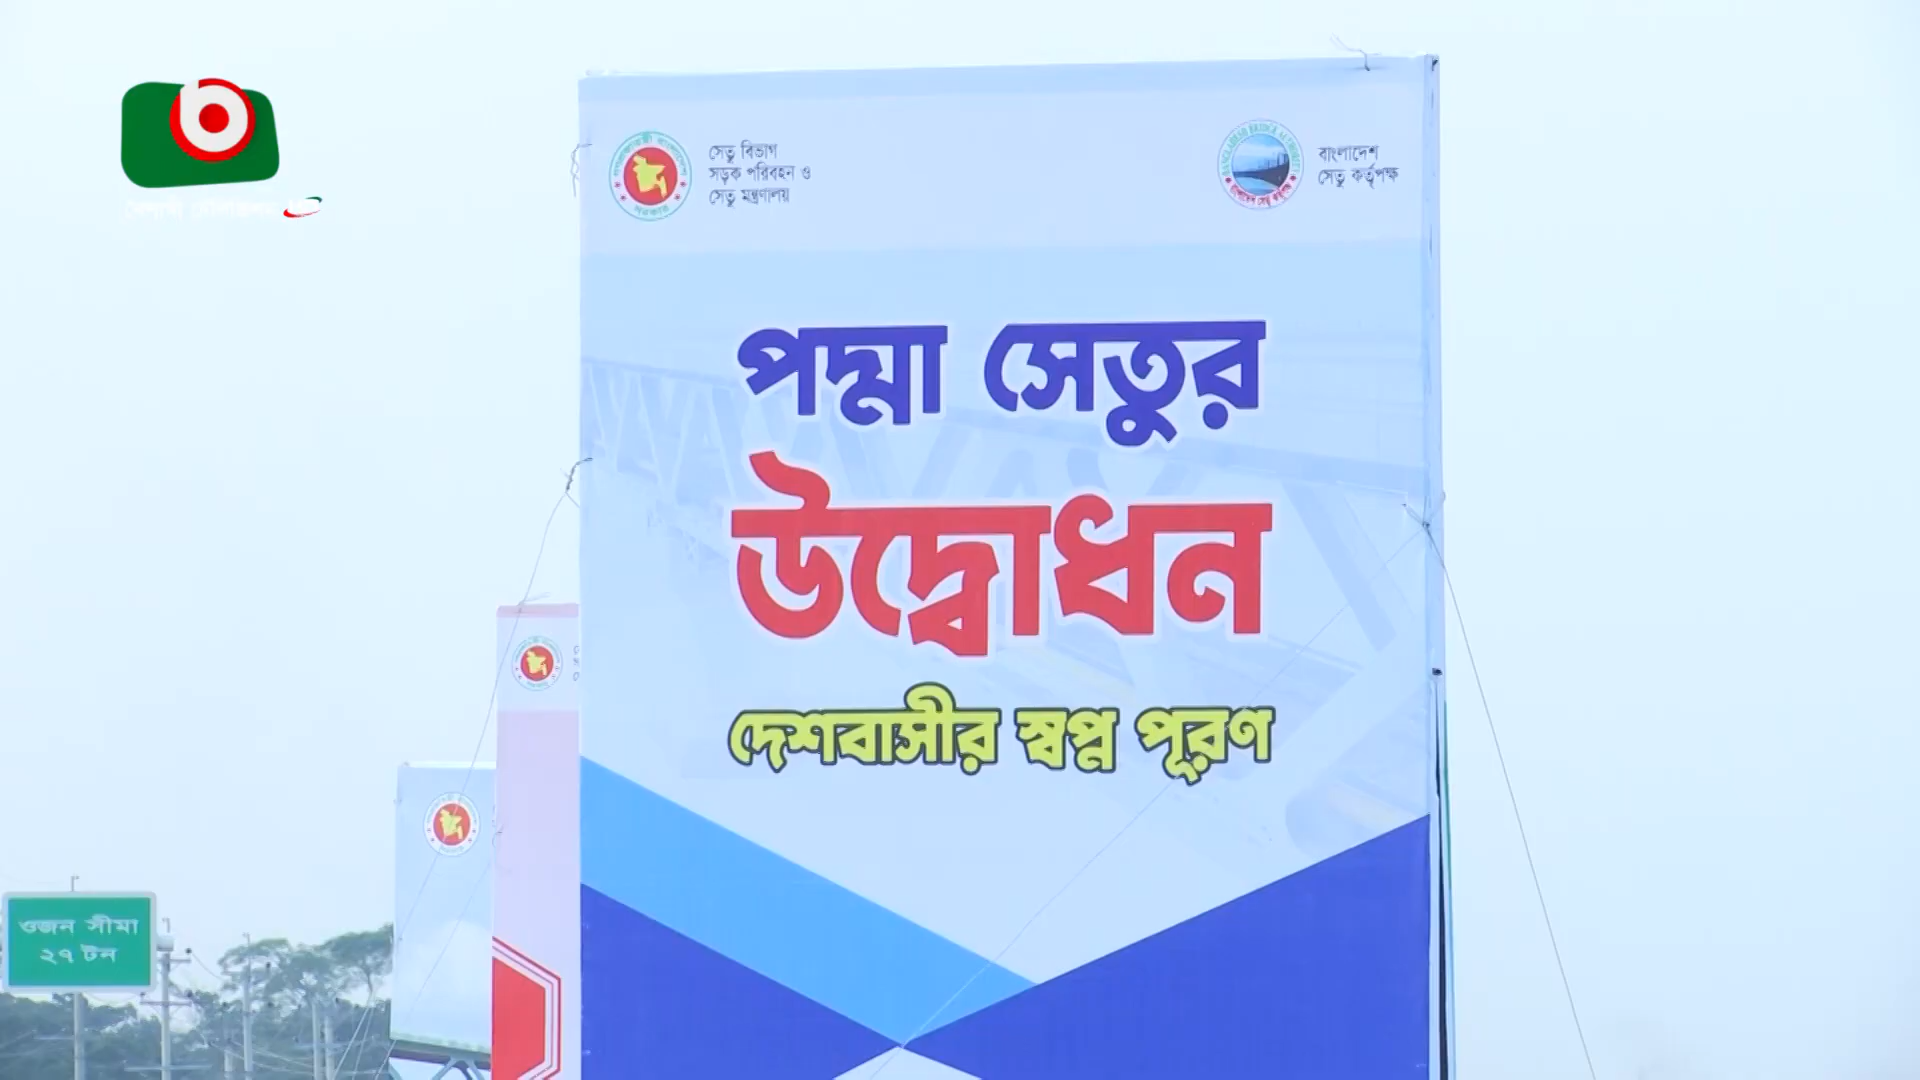 সেতু বিভাগ
সড়ক পরিবহন ও
সেতু মন্ত্রণালয়
বাংলাদেশ
সেতু কর্তৃপক্ষ
পদ্মা সেতুর
উদ্বোধন
দেশবাসীর স্বপ্ন পূরণ
ওজন সীমা
২৭ টন